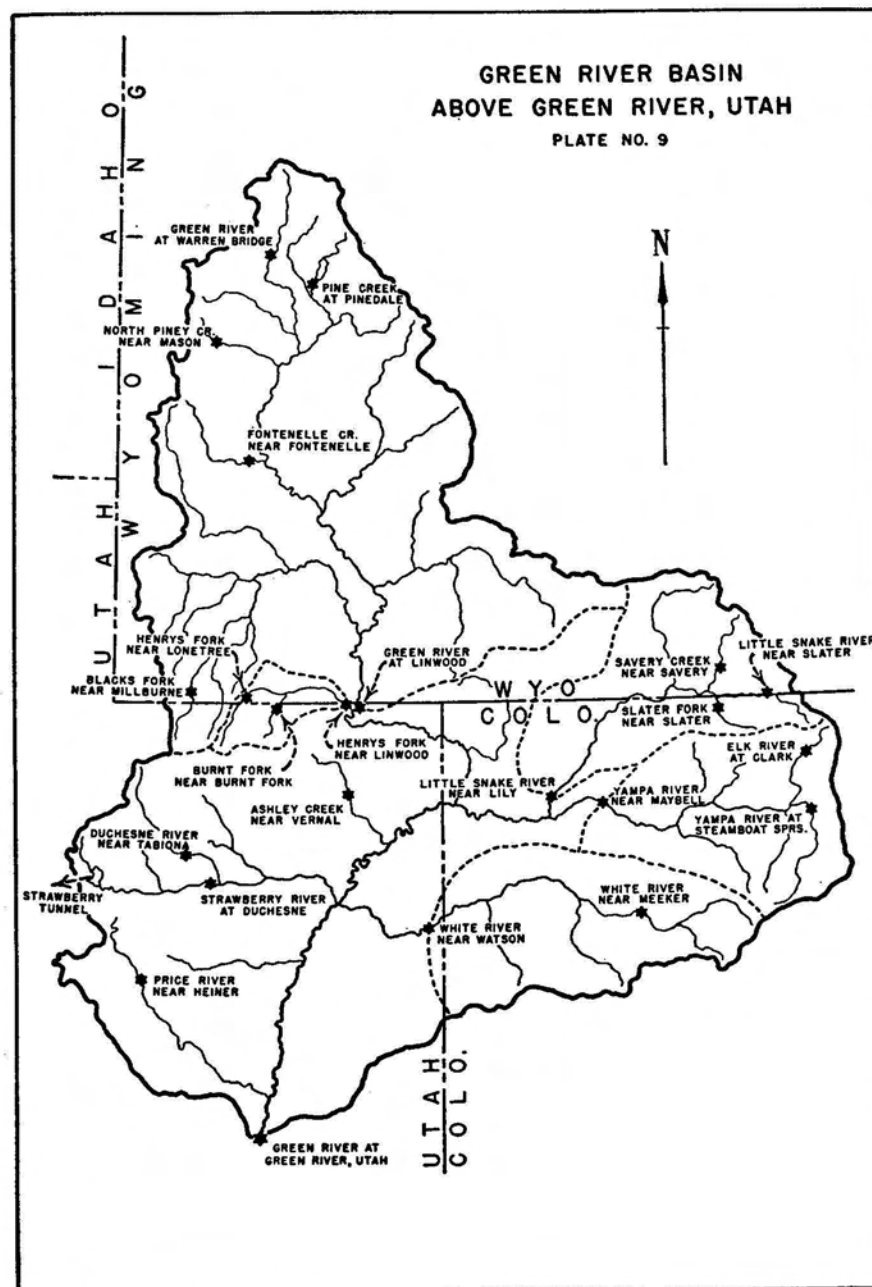 GREEN RIVER BASIN
ABOVE GREEN RIVER, UTAH
PLATE NO. 9
IDAHO
WYOMING
N
GREEN RIVER
AT WARREN BRIDGE
PINE CREEK
AT PINEDALE
NORTH PINEY CR.
NEAR MASON
FONTENELLE CR.
NEAR FONTENELLE
UTAH
HENRYS FORK
NEAR LONETREE
GREEN RIVER
AT LINWOOD
LITTLE SNAKE RIVER
NEAR SLATER
SAVERY CREEK
NEAR SAVERY
BLACKS FORK
NEAR MILLBURNE
WYO
COLO.
SLATER FORK
NEAR SLATER
HENRYS FORK
NEAR LINWOOD
BURNT FORK
NEAR BURNT FORK
ELK RIVER
AT CLARK
LITTLE SNAKE RIVER
NEAR LILY
YAMPA RIVER
NEAR MAYBELL
ASHLEY CREEK
NEAR VERNAL
YAMPA RIVER AT
STEAMBOAT SPRS.
DUCHESNE RIVER
NEAR TABIONA
STRAWBERRY
TUNNEL
STRAWBERRY RIVER
AT DUCHESNE
WHITE RIVER
NEAR MEEKER
WHITE RIVER
NEAR WATSON
PRICE RIVER
NEAR HEINER
UTAH
COLO.
GREEN RIVER AT
GREEN RIVER, UTAH